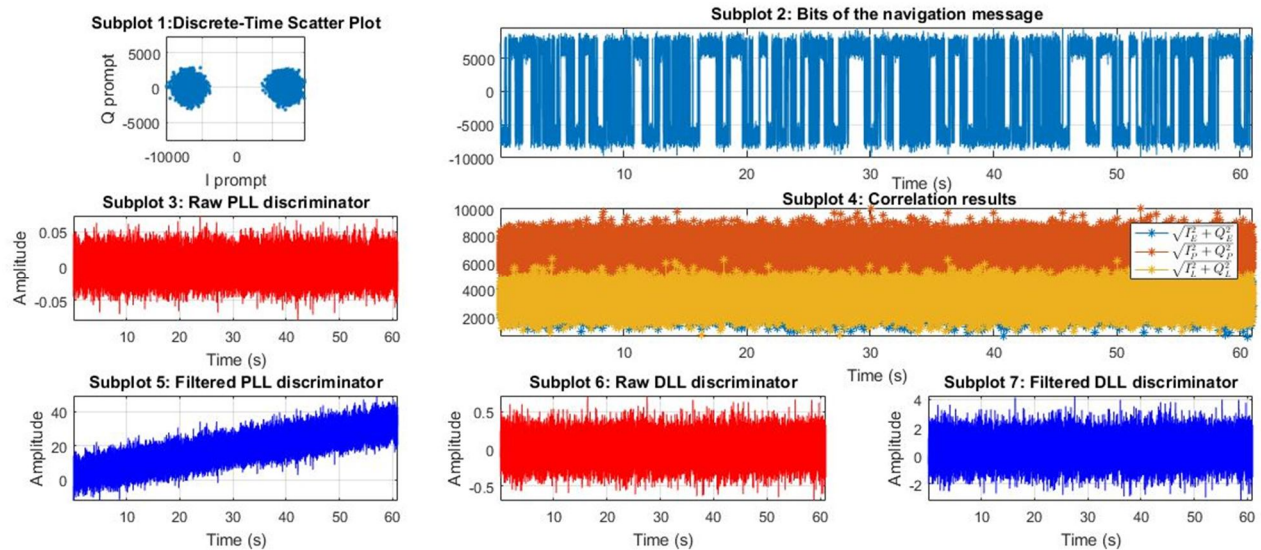 Subplot 1:Discrete-Time Scatter Plot
5000
0
-5000
Q prompt
-10000 0
I prompt
Subplot 2: Bits of the navigation message
5000
0
-5000
-10000
10 20 30 40 50 60
Time (s)
Subplot 3: Raw PLL discriminator
0.05
0
-0.05
Amplitude
10 20 30 40 50 60
Time (s)
Subplot 4: Correlation results
10000
8000
6000
4000
2000
√I²_E + Q²_E
√I²_P + Q²_P
√I²_L + Q²_L
10 20 30 40 50 60
Time (s)
Subplot 5: Filtered PLL discriminator
40
20
0
Amplitude
10 20 30 40 50 60
Time (s)
Subplot 6: Raw DLL discriminator
0.5
0
-0.5
Amplitude
10 20 30 40 50 60
Time (s)
Subplot 7: Filtered DLL discriminator
4
2
0
-2
Amplitude
10 20 30 40 50 60
Time (s)